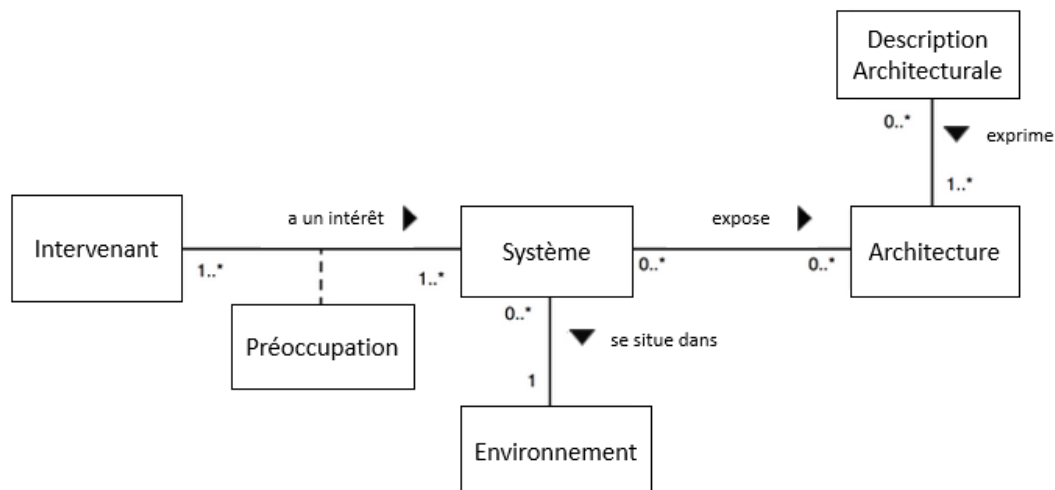 Description
Architecturale
0..*
exprime
1..*
a un intérêt
expose
Intervenant
Système
Architecture
1..*
1..*
0..*
0..*
Préoccupation
0..*
se situe dans
1
Environnement